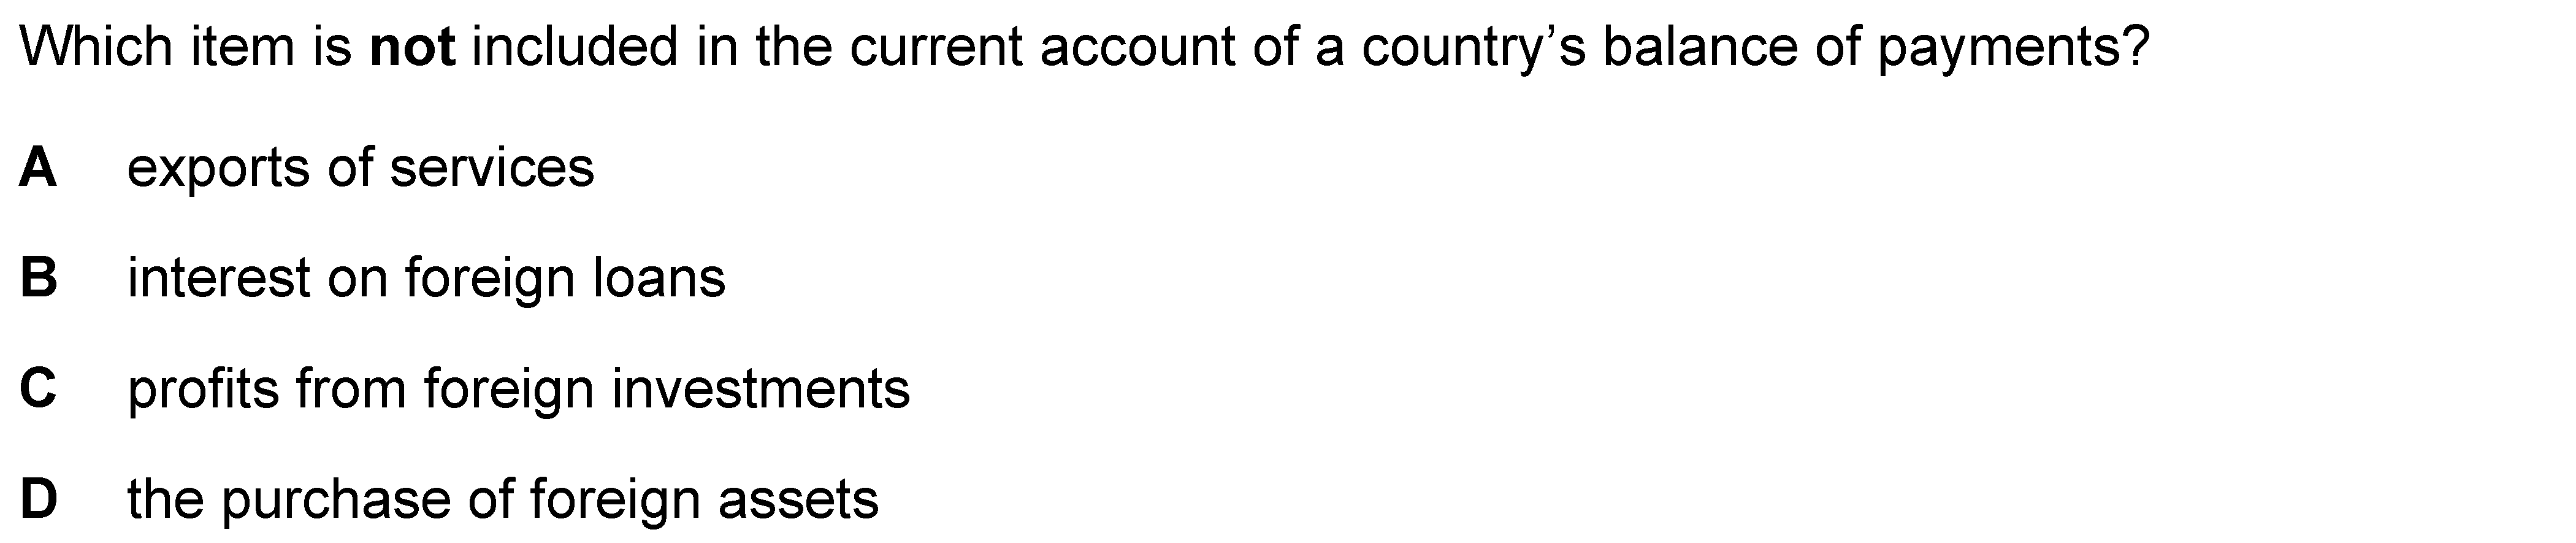 Which item is not included in the current account of a country’s balance of payments?
A exports of services
B interest on foreign loans
C profits from foreign investments
D the purchase of foreign assets